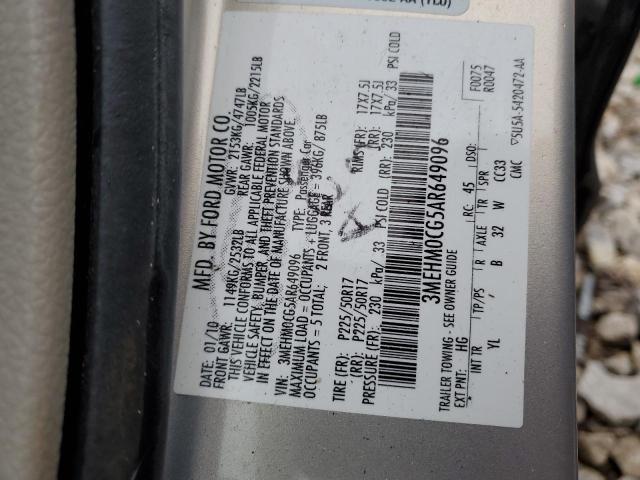 AA (TLU)
MFD. BY FORD MOTOR CO.
DATE: 01/10 GVWR: 2153KG/4747LB
FRONT GAWR: 1149KG/2532LB REAR GAWR: 1005KG/2215LB
THIS VEHICLE CONFORMS TO ALL APPLICABLE FEDERAL MOTOR
VEHICLE SAFETY, BUMPER, AND THEFT PREVENTION STANDARDS
IN EFFECT ON THE DATE OF MANUFACTURE SHOWN ABOVE.
VIN: 3MEHM0CG5AR649096 TYPE: Passenger Car
MAXIMUM LOAD = OCCUPANTS + LUGGAGE = 396KG/ 875LB
OCCUPANTS = 5 TOTAL; 2 FRONT, 3 REAR
TIRE (FR): P225/50R17 RIMS (FR): 17X7.5J
(RR): P225/50R17 (RR): 17X7.5J
PRESSURE (FR): 230 kPa/ 33 PSI COLD (RR): 230 kPa/ 33 PSI COLD
3MEHM0CG5AR649096
TRAILER TOWING - SEE OWNER GUIDE
EXT PNT: HG RC: 45 DSO: F0075 R0047
INT TR TP/PS R AXLE TR SPR
YL B 32 W CC33
CMC 5U5A-5420472-AA